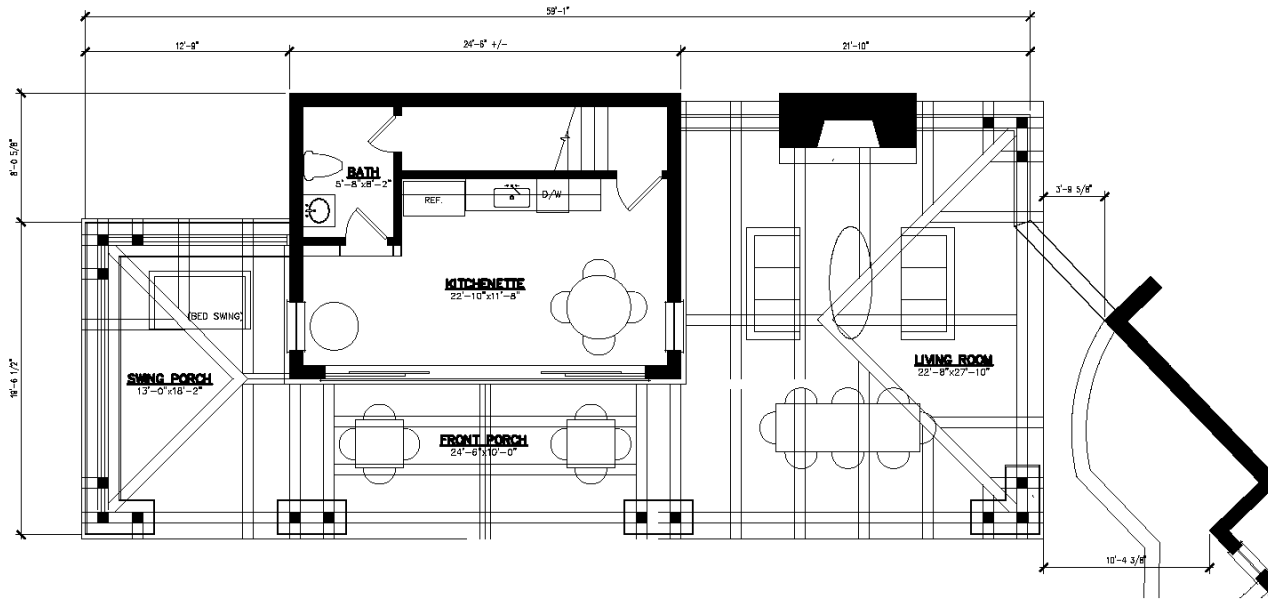 59'-1"
12'-9"
24'-6" +/-
21'-10"
8'-0 5/8"
BATH
5'-8"x8'-2"
REF.
D/W
3'-9 5/8"
KITCHENETTE
22'-10"x11'-8"
(BED SWING)
LIVING ROOM
22'-8"x27'-10"
SWING PORCH
13'-0"x18'-2"
19'-6 1/2"
FRONT PORCH
24'-6"x10'-0"
10'-4 3/8"